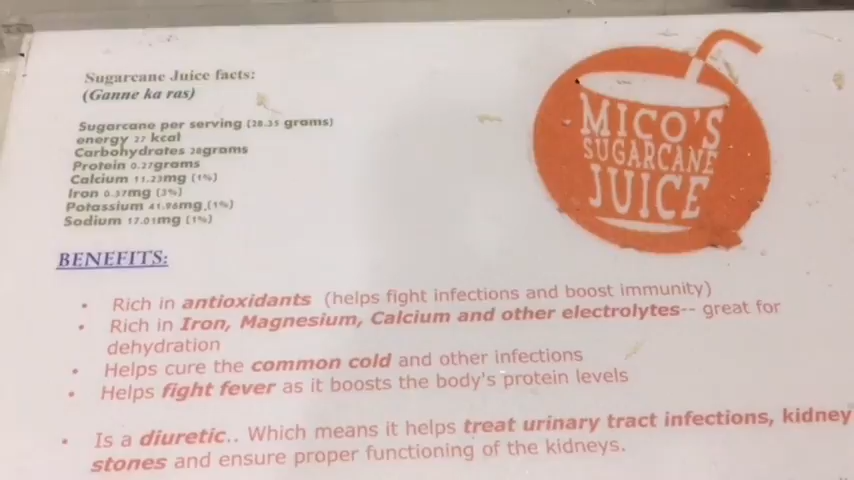 Sugarcane Juice facts:
(Ganne ka ras)
Sugarcane per serving (28.35 grams)
energy 27 kcal
Carbohydrates 28grams
Protein 0.27grams
Calcium 11.23mg (1%)
Iron 0.37mg (3%)
Potassium 41.96mg (1%)
Sodium 17.01mg (1%)
MICO'S
SUGARCANE
JUICE
BENEFITS:
• Rich in antioxidants (helps fight infections and boost immunity)
• Rich in Iron, Magnesium, Calcium and other electrolytes-- great for
dehydration
• Helps cure the common cold and other infections
• Helps fight fever as it boosts the body's protein levels
• Is a diuretic.. Which means it helps treat urinary tract infections, kidney
stones and ensure proper functioning of the kidneys.